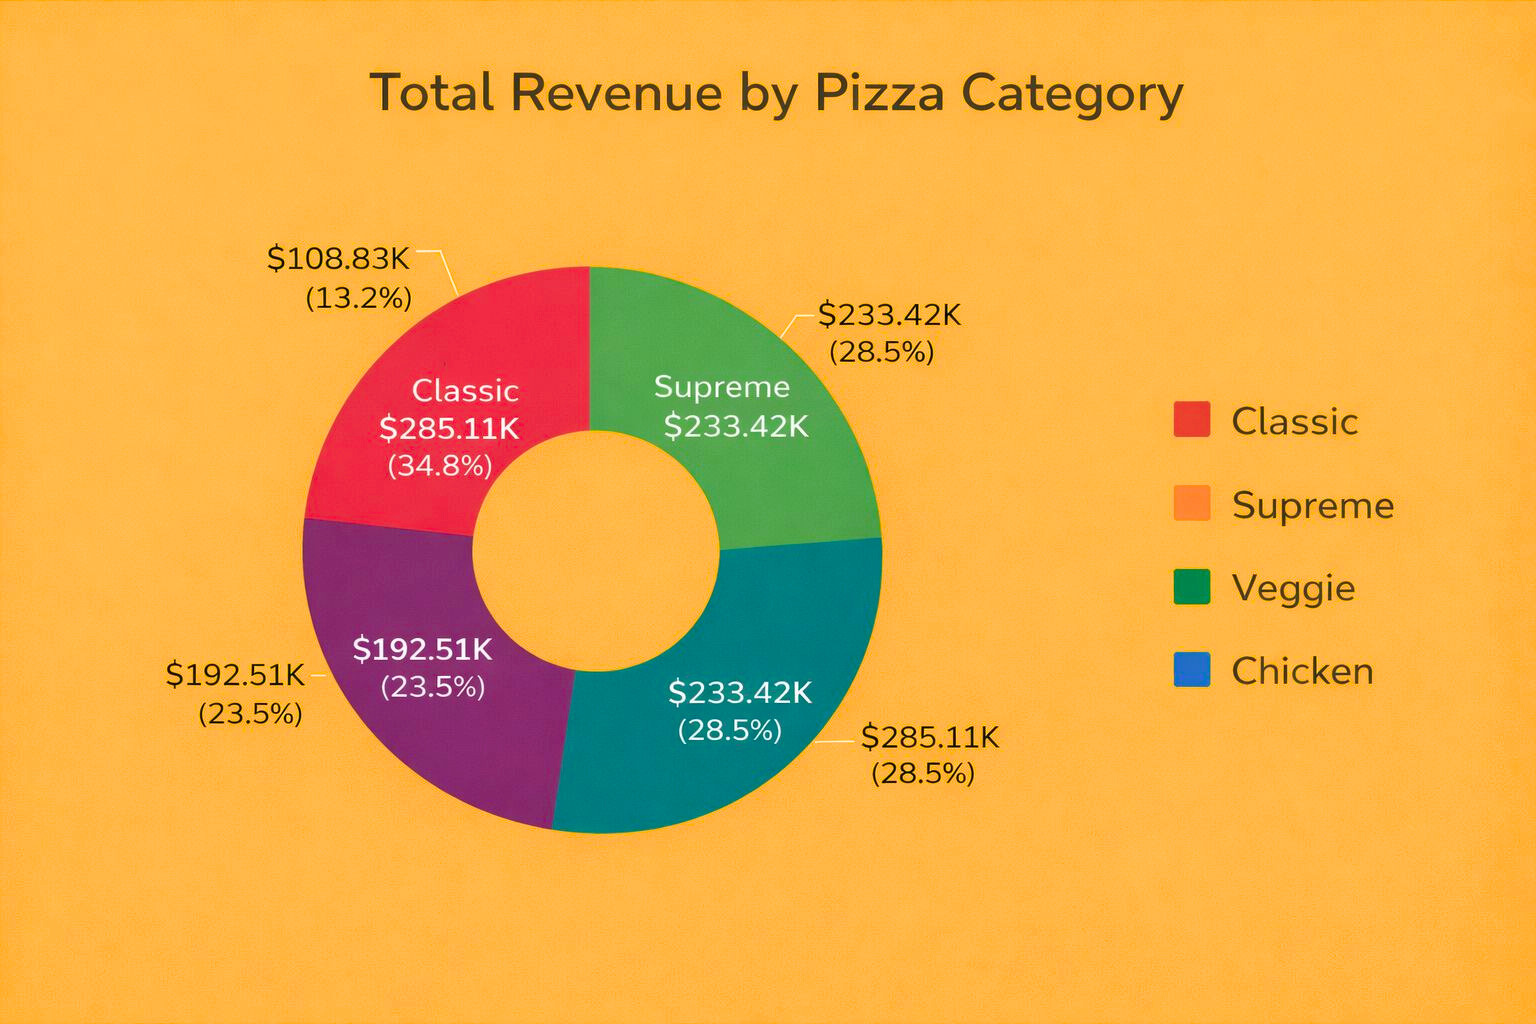 Total Revenue by Pizza Category
$108.83K
(13.2%)
$233.42K
(28.5%)
Classic
$285.11K
(34.8%)
Supreme
$233.42K
$192.51K
(23.5%)
$192.51K
(23.5%)
$233.42K
(28.5%)
$285.11K
(28.5%)
Classic
Supreme
Veggie
Chicken